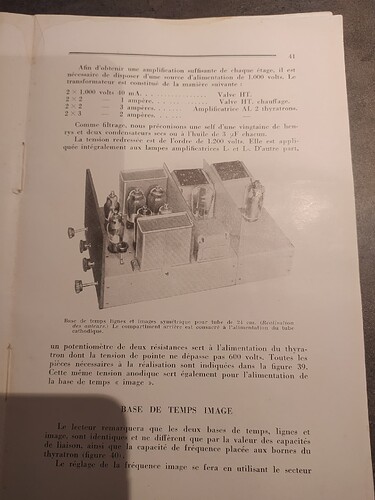 41
Afin d'obtenir une amplification suffisante de chaque étage, il est
nécessaire de disposer d'une source d'alimentation de 1.000 volts. Le
transformateur est constitué de la manière suivante :
2 × 1.000 volts 40 mA. . . . . . . . . . . . . Valve HT.
2 × 2 — 1 ampère. . . . . . . . . . . . . Valve HT. chauffage.
2 × 2 — 3 ampères. . . . . . . . Amplificatrice AL 2 thyratrons.
2 × 3 — 2 ampères. . . . . . . . —
Comme filtrage, nous préconisons une self d'une vingtaine de hen-
rys et deux condensateurs secs ou à l'huile de 3 µF chacun.
La tension redressée est de l'ordre de 1.200 volts. Elle est appli-
quée intégralement aux lampes amplificatrices L et L. D'autre part,
Base de temps lignes et images symétrique pour tube de 24 cm. (Réalisation
des auteurs) Le compartiment arrière est consacré à l'alimentation du tube
cathodique.
un potentiomètre de deux résistances sert à l'alimentation du thyra-
tron dont la tension de pointe ne dépasse pas 600 volts. Toutes les
pièces nécessaires à la réalisation sont indiquées dans la figure 39.
Cette même tension anodique sert également pour l'alimentation de
la base de temps « image ».
BASE DE TEMPS IMAGE
Le lecteur remarquera que les deux bases de temps, lignes et
image, sont identiques et ne diffèrent que par la valeur des capacités
de liaison, ainsi que la capacité de fréquence placée aux bornes du
thyratron (figure 40).
Le réglage de la fréquence image se fera en utilisant le secteur